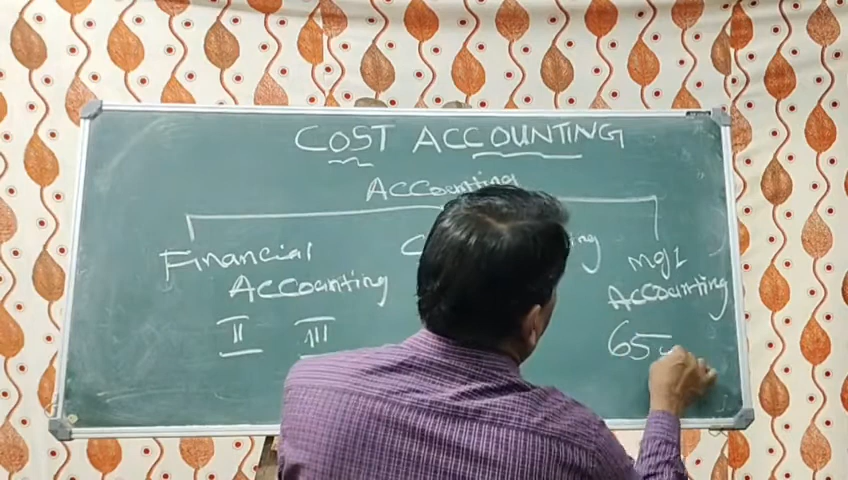 COST ACCOUNTING
Accounting
Financial
Accounting
II III
Mgt
Accounting
65